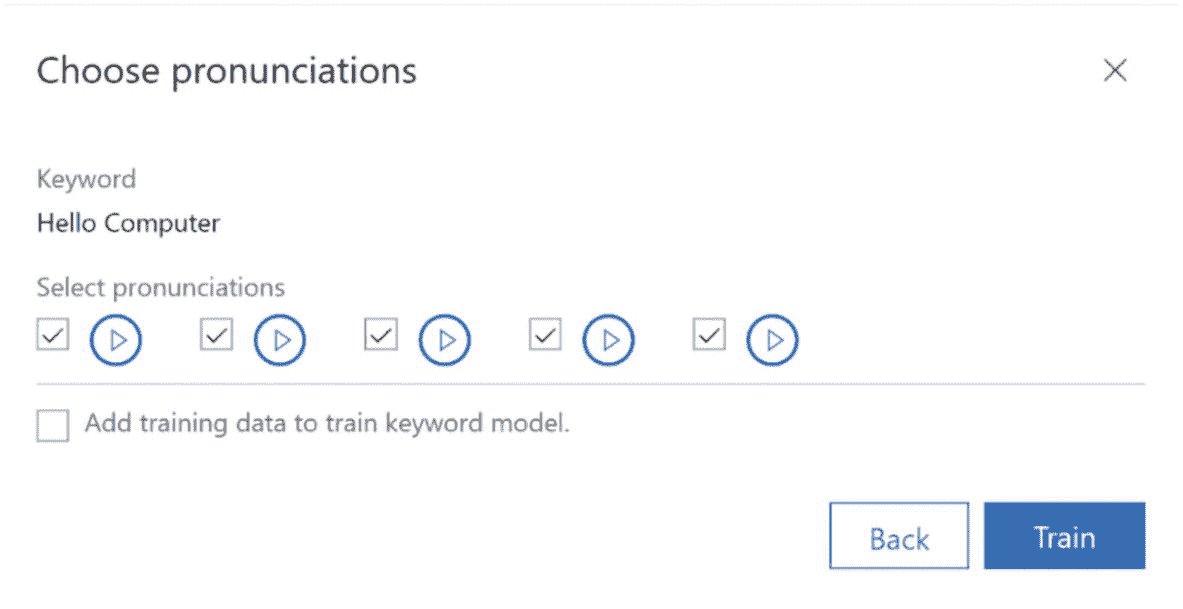 Choose pronunciations
Keyword
Hello Computer
Select pronunciations
Add training data to train keyword model.
Back
Train